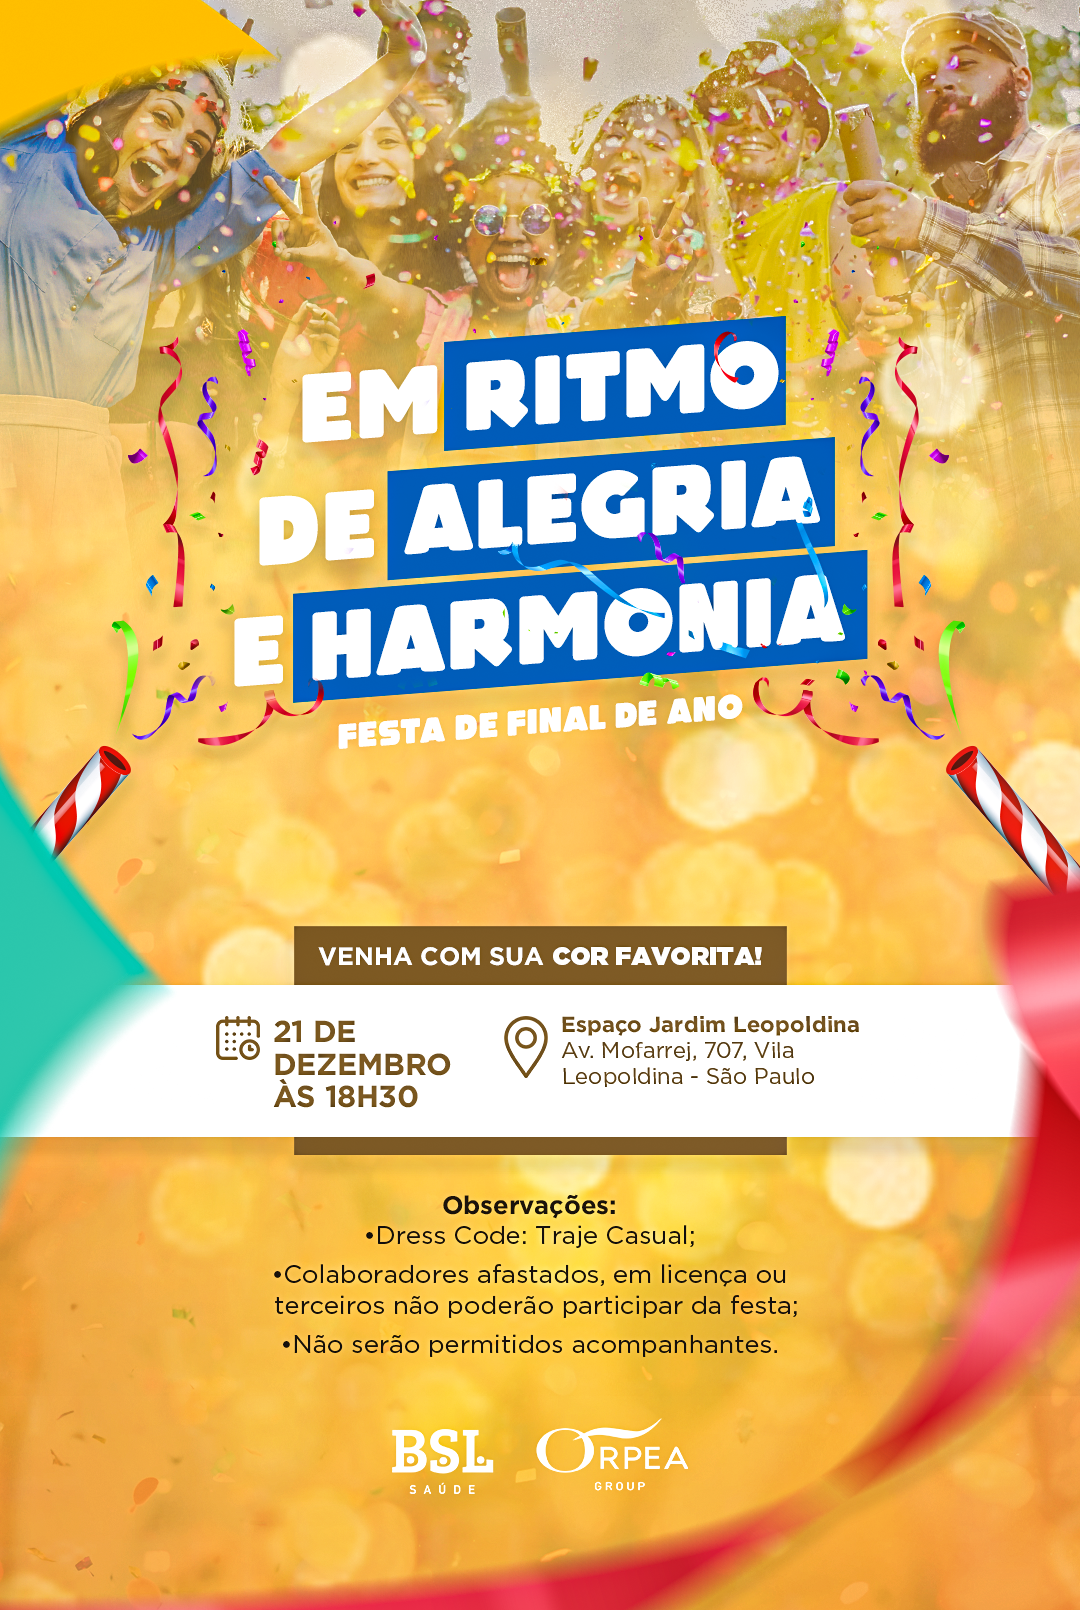 EM RITMO
DE ALEGRIA
E HARMONIA
FESTA DE FINAL DE ANO
VENHA COM SUA COR FAVORITA!
21 DE
DEZEMBRO
ÀS 18H30
Espaço Jardim Leopoldina
Av. Mofarrej, 707, Vila
Leopoldina - São Paulo
Observações:
•Dress Code: Traje Casual;
•Colaboradores afastados, em licença ou
terceiros não poderão participar da festa;
•Não serão permitidos acompanhantes.
BSL
SAÚDE
ORPEA
GROUP